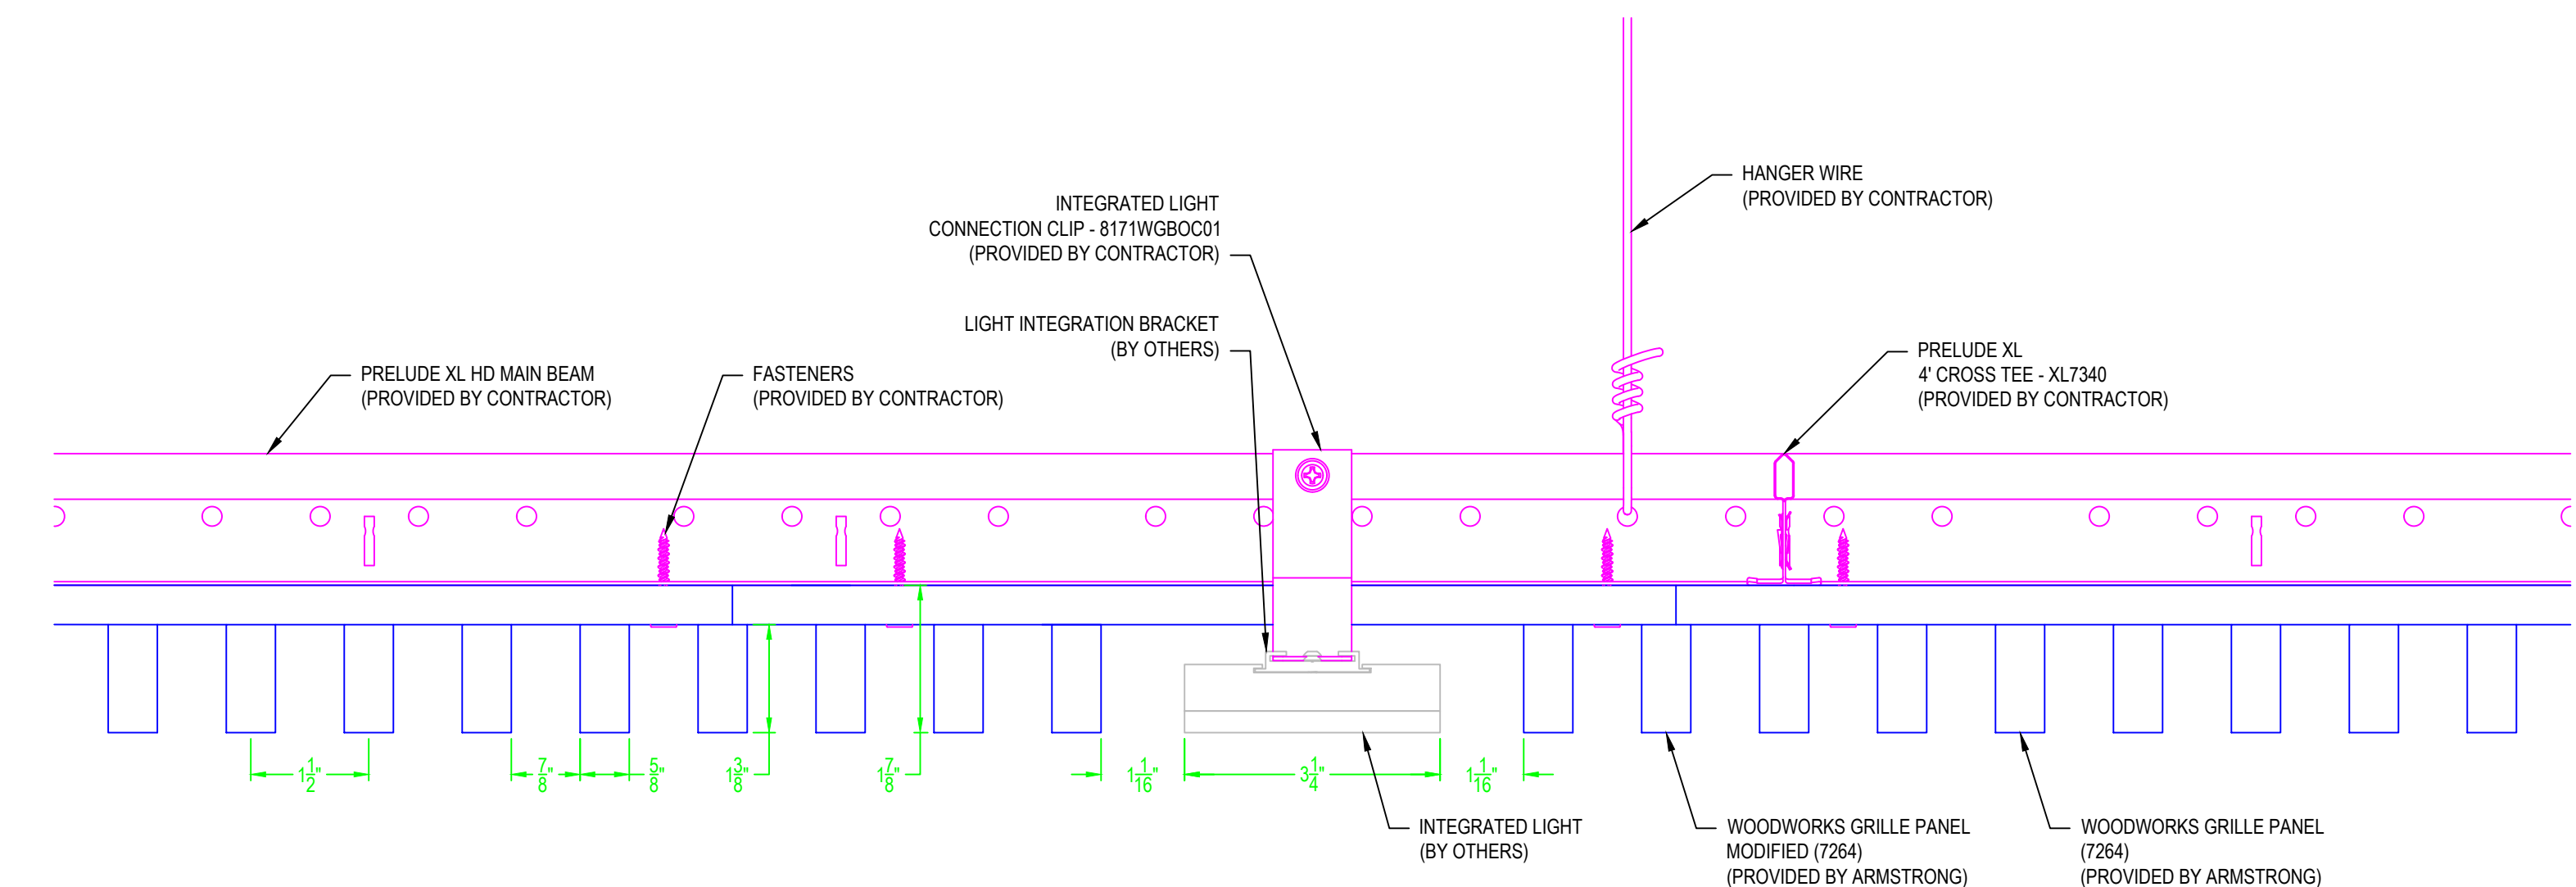 HANGER WIRE
(PROVIDED BY CONTRACTOR)
INTEGRATED LIGHT
CONNECTION CLIP - 8171WGBOC01
(PROVIDED BY CONTRACTOR)
LIGHT INTEGRATION BRACKET
(BY OTHERS)
PRELUDE XL
4' CROSS TEE - XL7340
(PROVIDED BY CONTRACTOR)
PRELUDE XL HD MAIN BEAM
(PROVIDED BY CONTRACTOR)
FASTENERS
(PROVIDED BY CONTRACTOR)
1 1/2"
7/8"
5/8"
1 3/8"
1 7/8"
1 1/16"
3 1/4"
1 1/16"
INTEGRATED LIGHT
(BY OTHERS)
WOODWORKS GRILLE PANEL
MODIFIED (7264)
(PROVIDED BY ARMSTRONG)
WOODWORKS GRILLE PANEL
(7264)
(PROVIDED BY ARMSTRONG)